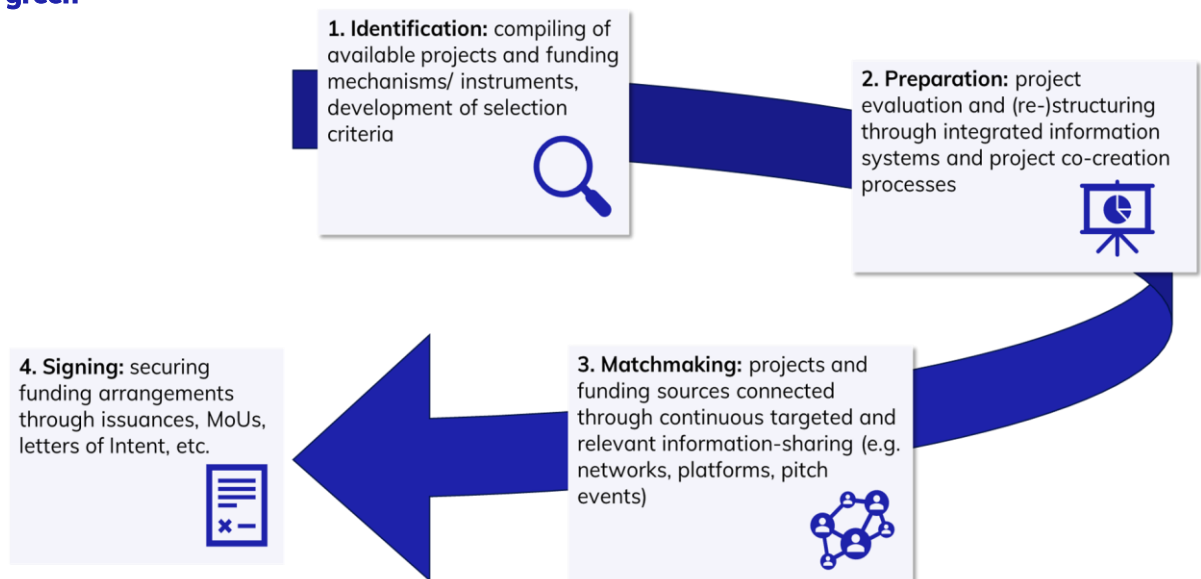 green
1. Identification: compiling of
available projects and funding
mechanisms/ instruments,
development of selection
criteria
2. Preparation: project
evaluation and (re-)structuring
through integrated information
systems and project co-creation
processes
3. Matchmaking: projects and
funding sources connected
through continuous targeted and
relevant information-sharing (e.g.
networks, platforms, pitch
events)
4. Signing: securing
funding arrangements
through issuances, MoUs,
letters of Intent, etc.